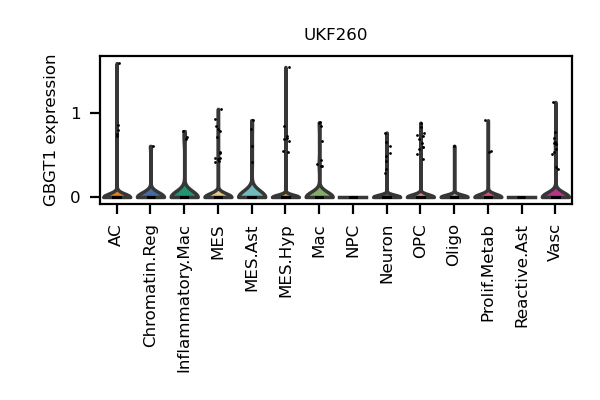 UKF260
GBGT1 expression
1
0
AC
Chromatin.Reg
Inflammatory.Mac
MES
MES.Ast
MES.Hyp
Mac
NPC
Neuron
OPC
Oligo
Prolif.Metab
Reactive.Ast
Vasc